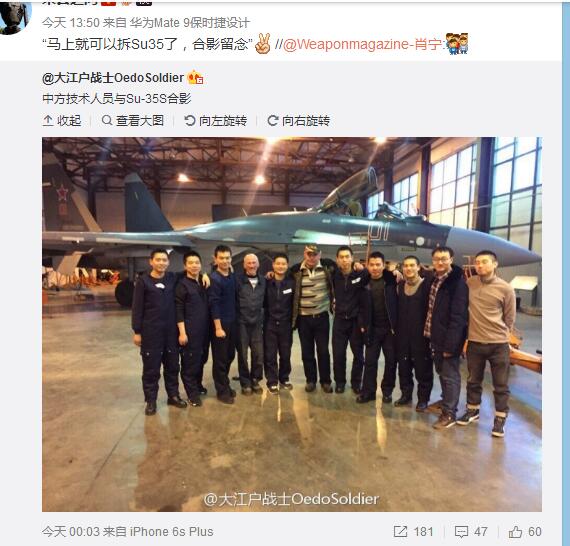 今天 13:50 来自 华为Mate 9保时捷设计
“马上就可以拆Su35了，合影留念” //@Weaponmagazine-肖宁:
@大江户战士OedoSoldier
中方技术人员与Su-35S合影
收起 查看大图 向左旋转 向右旋转
01
@大江户战士OedoSoldier
今天 00:03 来自 iPhone 6s Plus 181 47 60